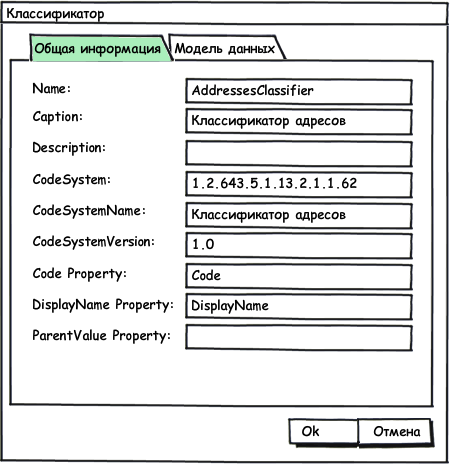 Классификатор
Общая информация Модель данных
Name: AddressesClassifier
Caption: Классификатор адресов
Description:
CodeSystem: 1.2.643.5.1.13.2.1.1.62
CodeSystemName: Классификатор адресов
CodeSystemVersion: 1.0
Code Property: Code
DisplayName Property: DisplayName
ParentValue Property:
Ok Отмена